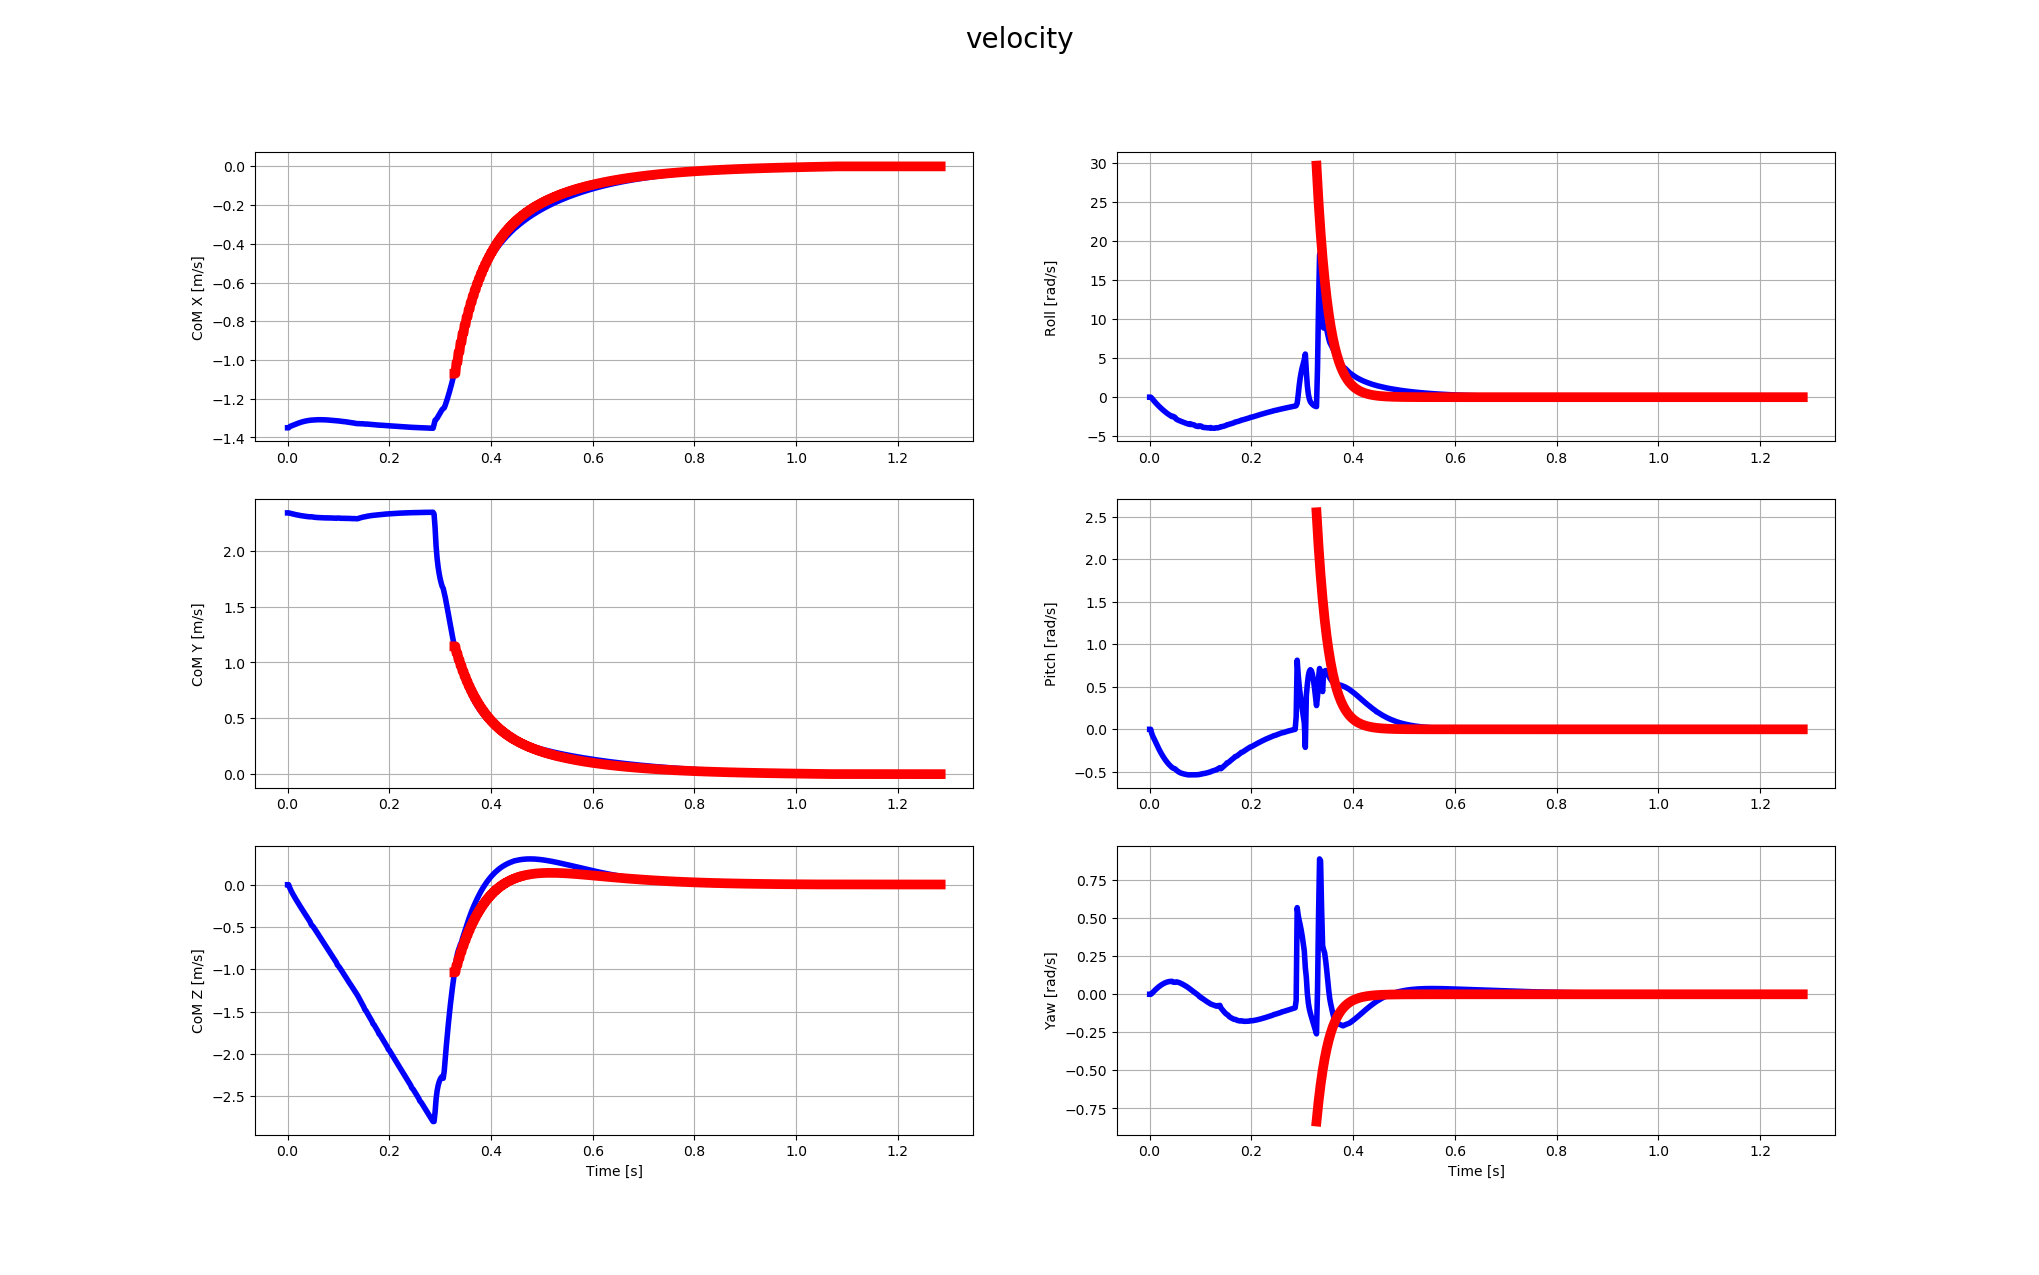 velocity
CoM X [m/s]
0.0
−0.2
−0.4
−0.6
−0.8
−1.0
−1.2
−1.4
0.0 0.2 0.4 0.6 0.8 1.0 1.2
Roll [rad/s]
30
25
20
15
10
5
0
−5
0.0 0.2 0.4 0.6 0.8 1.0 1.2
CoM Y [m/s]
2.0
1.5
1.0
0.5
0.0
0.0 0.2 0.4 0.6 0.8 1.0 1.2
Pitch [rad/s]
2.5
2.0
1.5
1.0
0.5
0.0
−0.5
0.0 0.2 0.4 0.6 0.8 1.0 1.2
CoM Z [m/s]
0.0
−0.5
−1.0
−1.5
−2.0
−2.5
0.0 0.2 0.4 0.6 0.8 1.0 1.2
Time [s]
Yaw [rad/s]
0.75
0.50
0.25
0.00
−0.25
−0.50
−0.75
0.0 0.2 0.4 0.6 0.8 1.0 1.2
Time [s]